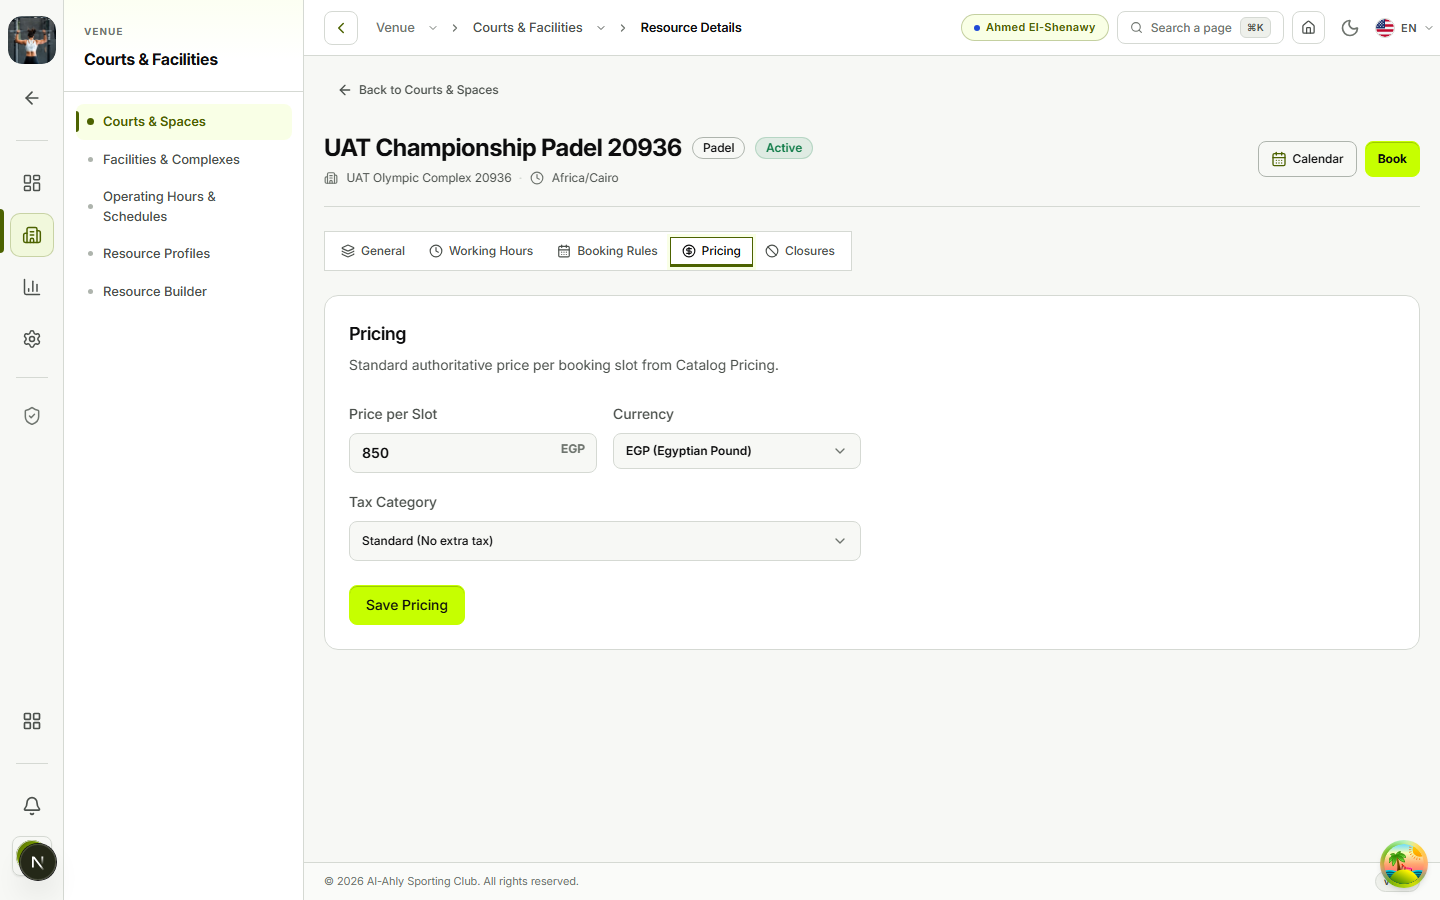 VENUE
Courts & Facilities
Courts & Spaces
Facilities & Complexes
Operating Hours &
Schedules
Resource Profiles
Resource Builder
Venue
Courts & Facilities
Resource Details
Ahmed El-Shenawy
Search a page
⌘K
EN
Back to Courts & Spaces
UAT Championship Padel 20936
Padel
Active
UAT Olympic Complex 20936 · Africa/Cairo
Calendar
Book
General
Working Hours
Booking Rules
Pricing
Closures
Pricing
Standard authoritative price per booking slot from Catalog Pricing.
Price per Slot
Currency
850
EGP
EGP (Egyptian Pound)
Tax Category
Standard (No extra tax)
Save Pricing
N
© 2026 Al-Ahly Sporting Club. All rights reserved.